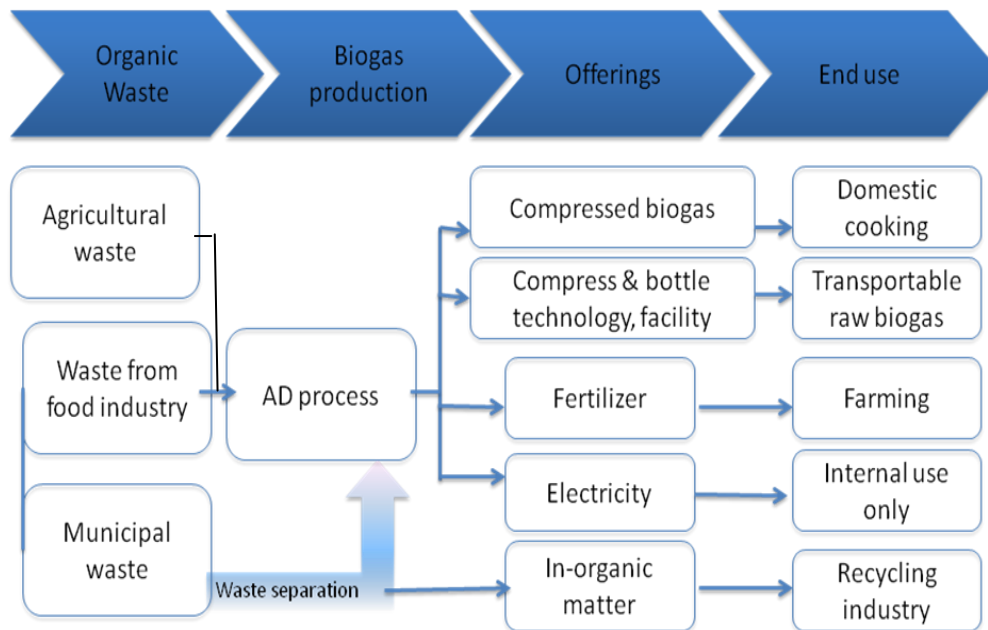 Organic
Waste
Biogas
production
Offerings
End use
Agricultural
waste
Waste from
food industry
Municipal
waste
AD process
Waste separation
Compressed biogas
Compress & bottle
technology, facility
Fertilizer
Electricity
In-organic
matter
Domestic
cooking
Transportable
raw biogas
Farming
Internal use
only
Recycling
industry